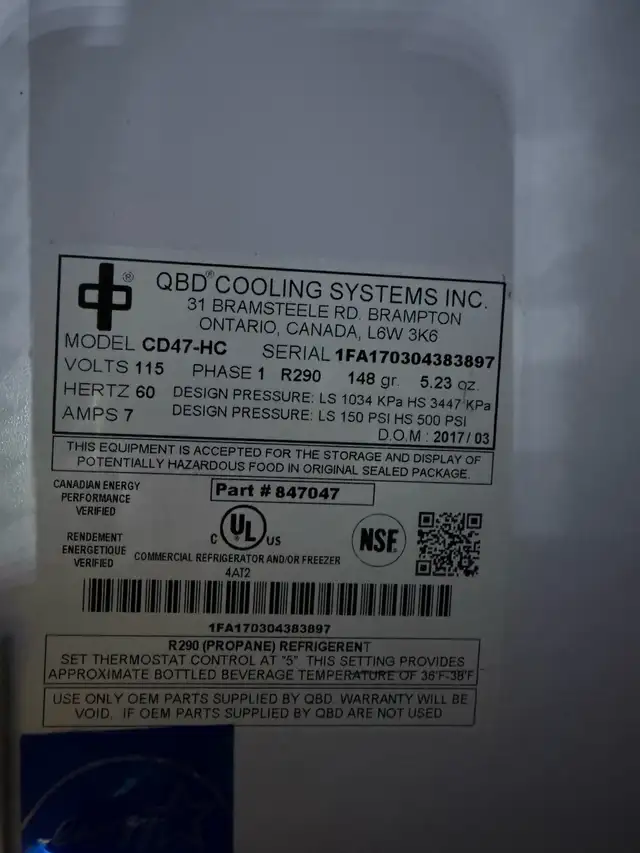 QBD® COOLING SYSTEMS INC.
31 BRAMSTEELE RD. BRAMPTON
ONTARIO, CANADA, L6W 3K6
MODEL CD47-HC SERIAL 1FA170304383897
VOLTS 115 PHASE 1 R290 148 gr. 5.23 oz.
HERTZ 60 DESIGN PRESSURE: LS 1034 KPa HS 3447 KPa
AMPS 7 DESIGN PRESSURE: LS 150 PSI HS 500 PSI
D.O.M : 2017/03
THIS EQUIPMENT IS ACCEPTED FOR THE STORAGE AND DISPLAY OF
POTENTIALLY HAZARDOUS FOOD IN ORIGINAL SEALED PACKAGE.
CANADIAN ENERGY
PERFORMANCE
VERIFIED
Part # 847047
RENDEMENT
ENERGETIQUE
VERIFIED
C UL US
NSF.
COMMERCIAL REFRIGERATOR AND/OR FREEZER
4AT2
1FA170304383897
R290 (PROPANE) REFRIGERENT
SET THERMOSTAT CONTROL AT "5" THIS SETTING PROVIDES
APPROXIMATE BOTTLED BEVERAGE TEMPERATURE OF 36°F-38°F
USE ONLY OEM PARTS SUPPLIED BY QBD. WARRANTY WILL BE
VOID. IF OEM PARTS SUPPLIED BY QBD ARE NOT USED